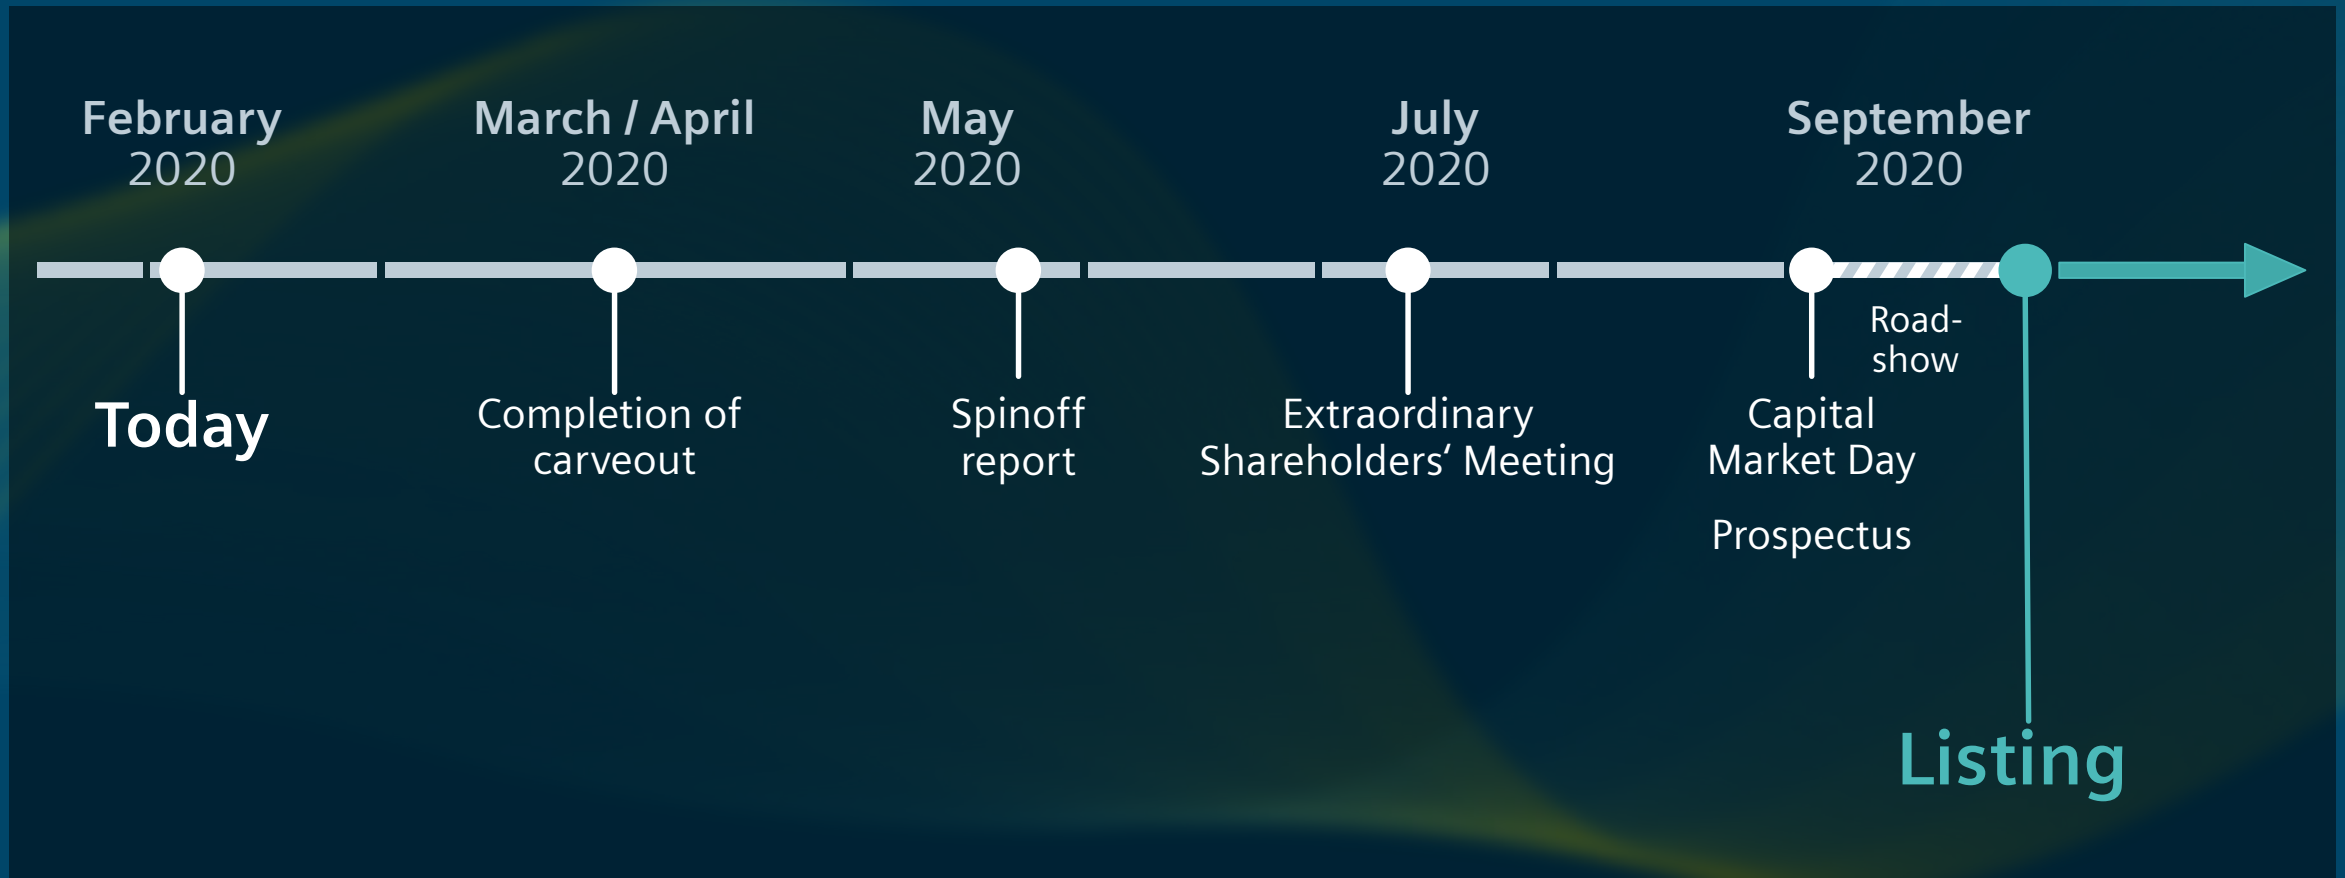 February
2020
March / April
2020
May
2020
July
2020
September
2020
Road-
show
Today
Completion of
carveout
Spinoff
report
Extraordinary
Shareholders‘ Meeting
Capital
Market Day
Prospectus
Listing